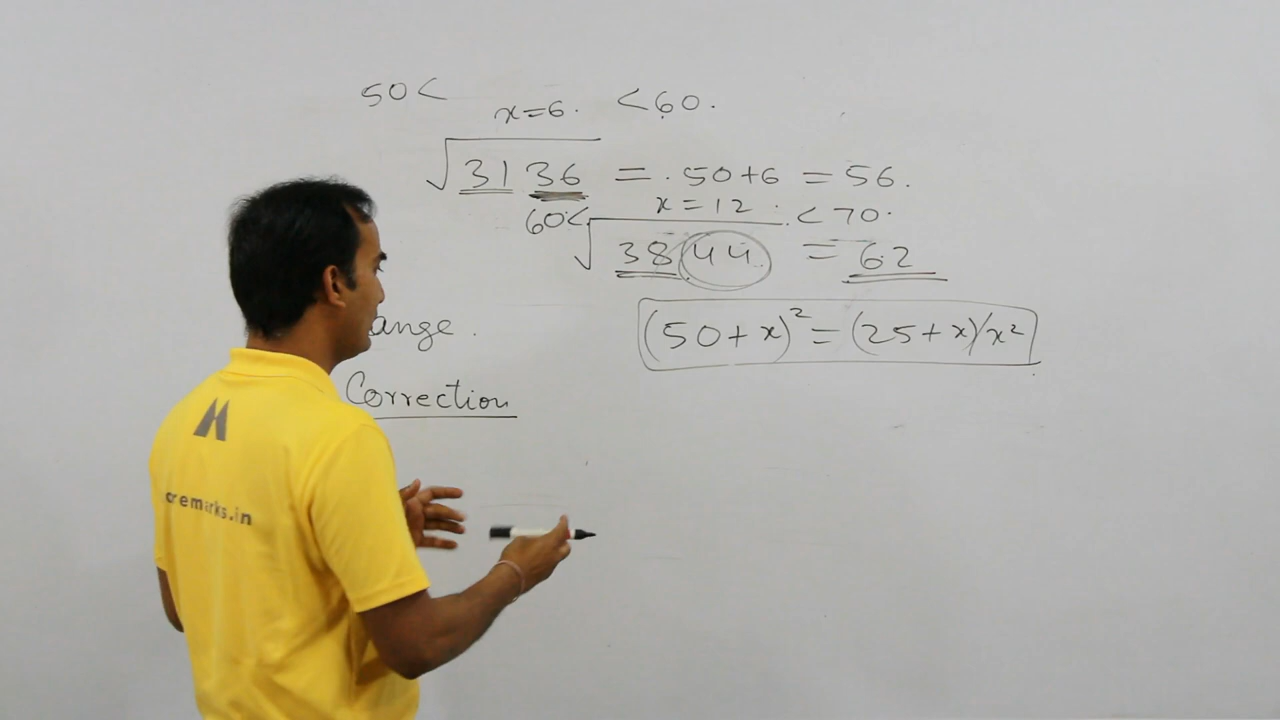 50< x=6. <60.
√3136 = .50+6 = 56.
60< x=12 . <70.
√3844 = 62
(50+x)² = (25+x)/x²
ange.
Correction
remarks.in